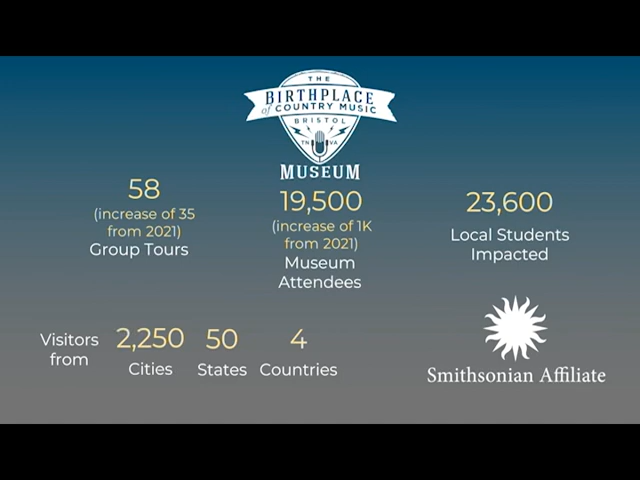 THE
BIRTHPLACE
of COUNTRY MUSIC
BRISTOL
TN VA
MUSEUM
58
(increase of 35
from 2021)
Group Tours
19,500
(increase of 1K
from 2021)
Museum
Attendees
23,600
Local Students
Impacted
Visitors
from
2,250
Cities
50
States
4
Countries
Smithsonian Affiliate